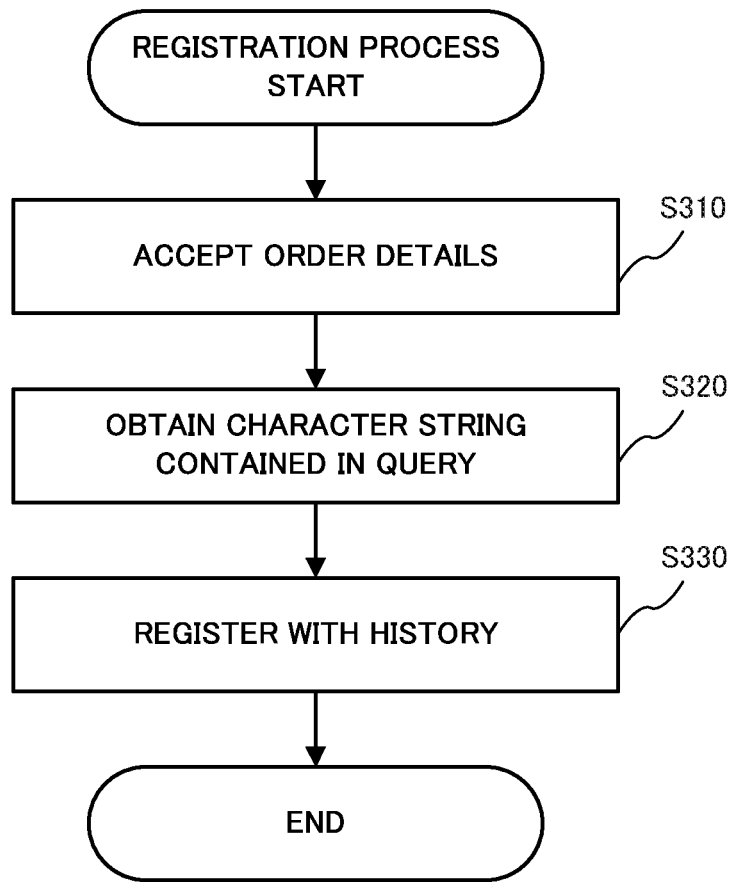 REGISTRATION PROCESS
START
S310
ACCEPT ORDER DETAILS
S320
OBTAIN CHARACTER STRING
CONTAINED IN QUERY
S330
REGISTER WITH HISTORY
END